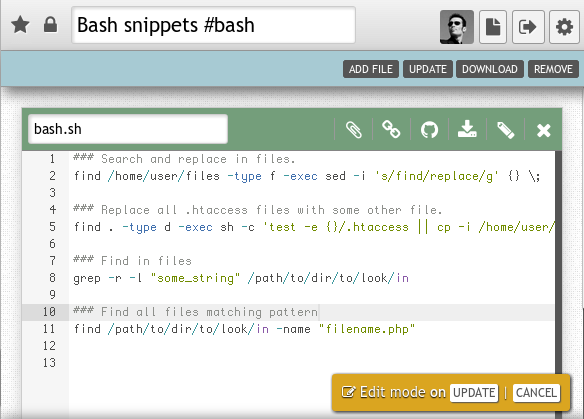 Bash snippets #bash
ADD FILE UPDATE DOWNLOAD REMOVE
bash.sh
1 ### Search and replace in files.
2 find /home/user/files -type f -exec sed -i 's/find/replace/g' {} \;
3
4 ### Replace all .htaccess files with some other file.
5 find . -type d -exec sh -c 'test -e {}/.htaccess || cp -i /home/user/
6
7 ### Find in files
8 grep -r -l "some_string" /path/to/dir/to/look/in
9
10 ### Find all files matching pattern
11 find /path/to/dir/to/look/in -name "filename.php"
12
13
Edit mode on UPDATE | CANCEL